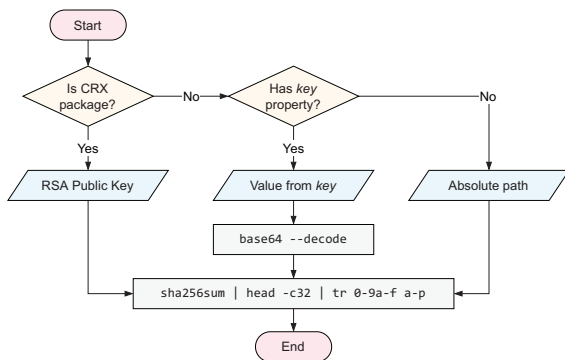 Start
Is CRX
package?
No
Has key
property?
No
Yes
Yes
RSA Public Key
Value from key
Absolute path
base64 --decode
sha256sum | head -c32 | tr 0-9a-f a-p
End